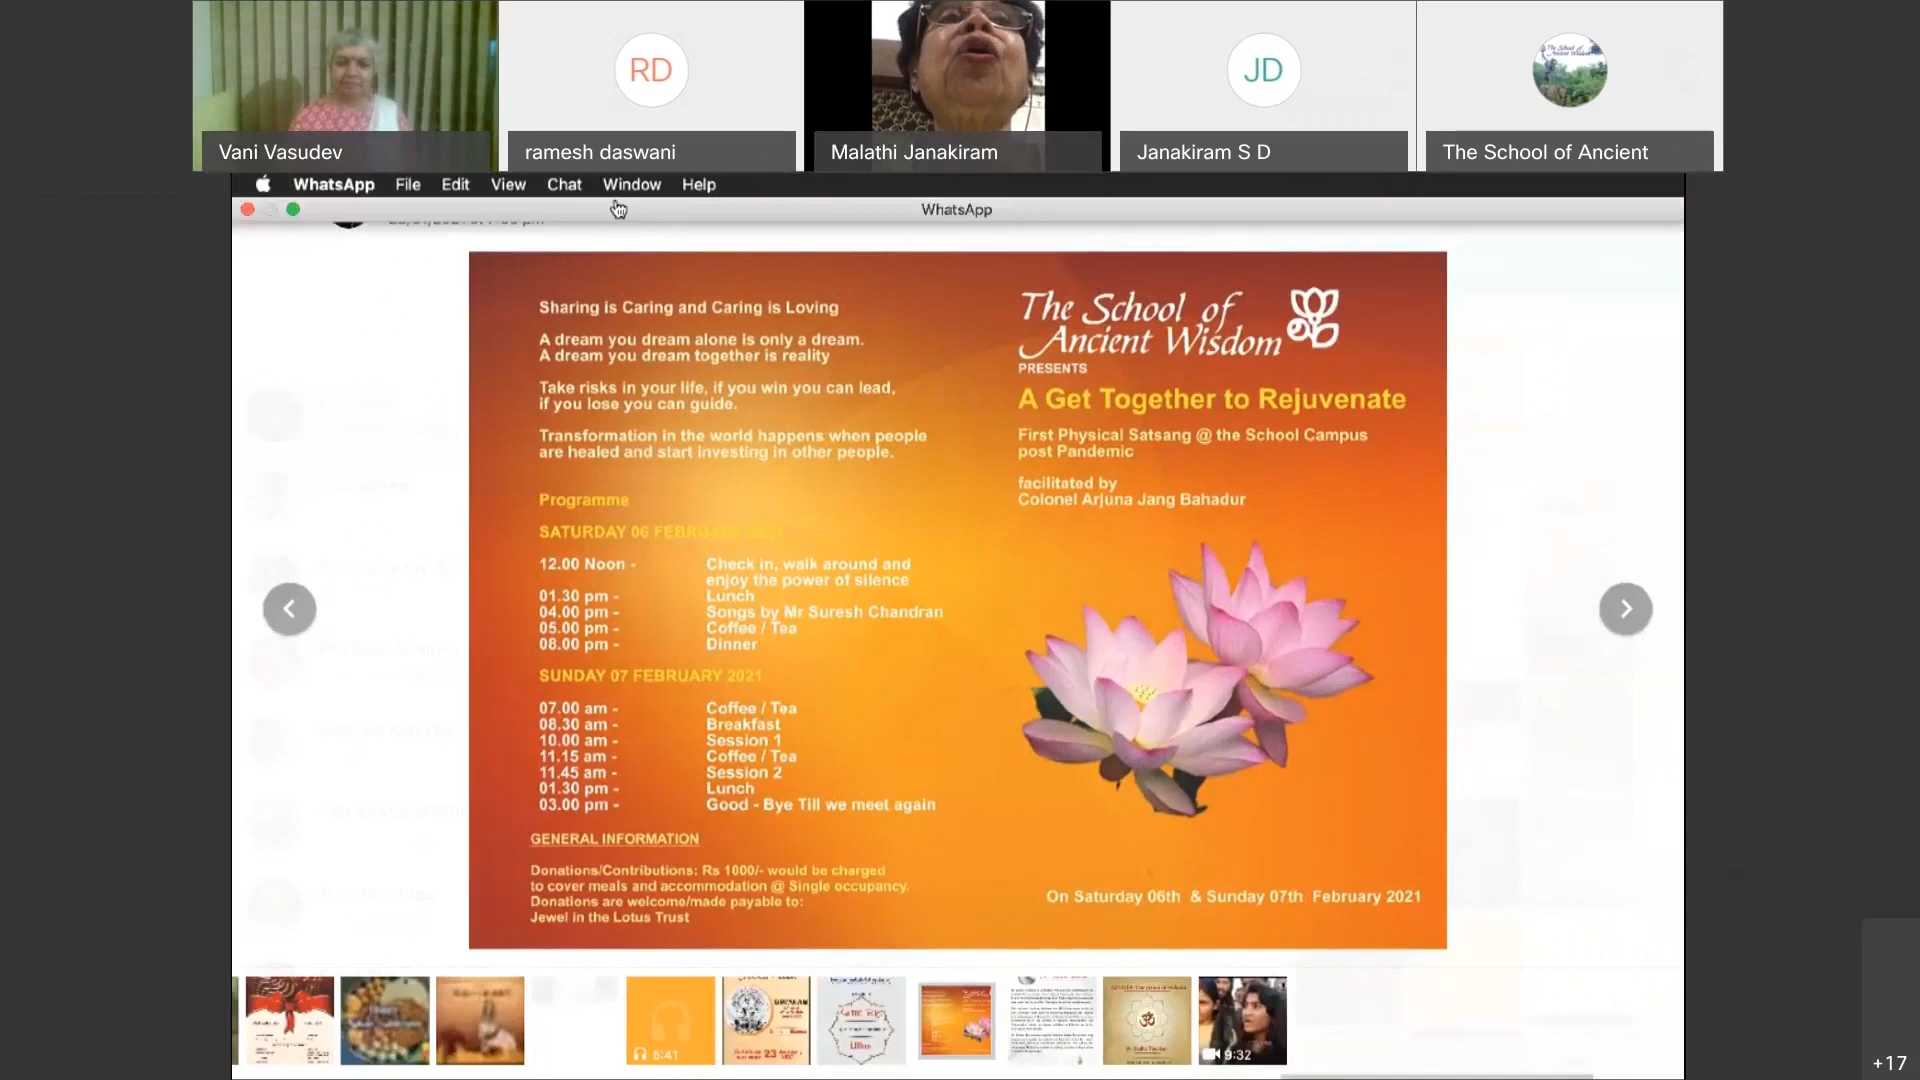 RD
JD
Vani Vasudev
ramesh daswani
Malathi Janakiram
Janakiram S D
The School of Ancient
WhatsApp File Edit View Chat Window Help
WhatsApp
Sharing is Caring and Caring is Loving
A dream you dream alone is only a dream.
A dream you dream together is reality
Take risks in your life, if you win you can lead,
if you lose you can guide.
Transformation in the world happens when people
are healed and start investing in other people.
Programme
SATURDAY 06 FEBRUARY 2021
12.00 Noon - Check in, walk around and
enjoy the power of silence
01.30 pm - Lunch
04.00 pm - Songs by Mr Suresh Chandran
05.00 pm - Coffee / Tea
08.00 pm - Dinner
SUNDAY 07 FEBRUARY 2021
07.00 am - Coffee / Tea
08.30 am - Breakfast
10.00 am - Session 1
11.15 am - Coffee / Tea
11.45 am - Session 2
01.30 pm - Lunch
03.00 pm - Good - Bye Till we meet again
GENERAL INFORMATION
Donations/Contributions: Rs 1000/- would be charged
to cover meals and accommodation @ Single occupancy.
Donations are welcome/made payable to:
Jewel in the Lotus Trust
The School of
Ancient Wisdom
PRESENTS
A Get Together to Rejuvenate
First Physical Satsang @ the School Campus
post Pandemic
facilitated by
Colonel Arjuna Jang Bahadur
On Saturday 06th & Sunday 07th February 2021
5:41
9:32
+17